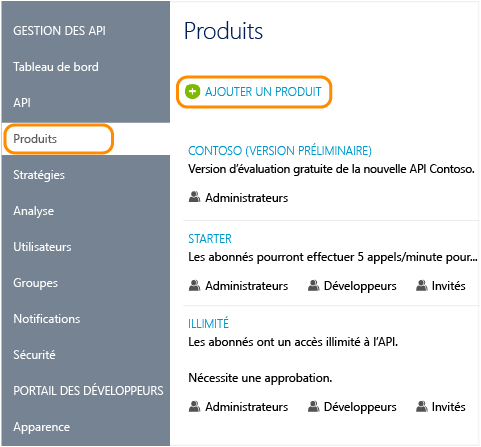 GESTION DES API
Tableau de bord
API
Produits
Stratégies
Analyse
Utilisateurs
Groupes
Notifications
Sécurité
PORTAIL DES DÉVELOPPEURS
Apparence
Produits
AJOUTER UN PRODUIT
CONTOSO (VERSION PRÉLIMINAIRE)
Version d'évaluation gratuite de la nouvelle API Contoso.
Administrateurs
STARTER
Les abonnés pourront effectuer 5 appels/minute pour...
Administrateurs Développeurs Invités
ILLIMITÉ
Les abonnés ont un accès illimité à l'API.
Nécessite une approbation.
Administrateurs Développeurs Invités